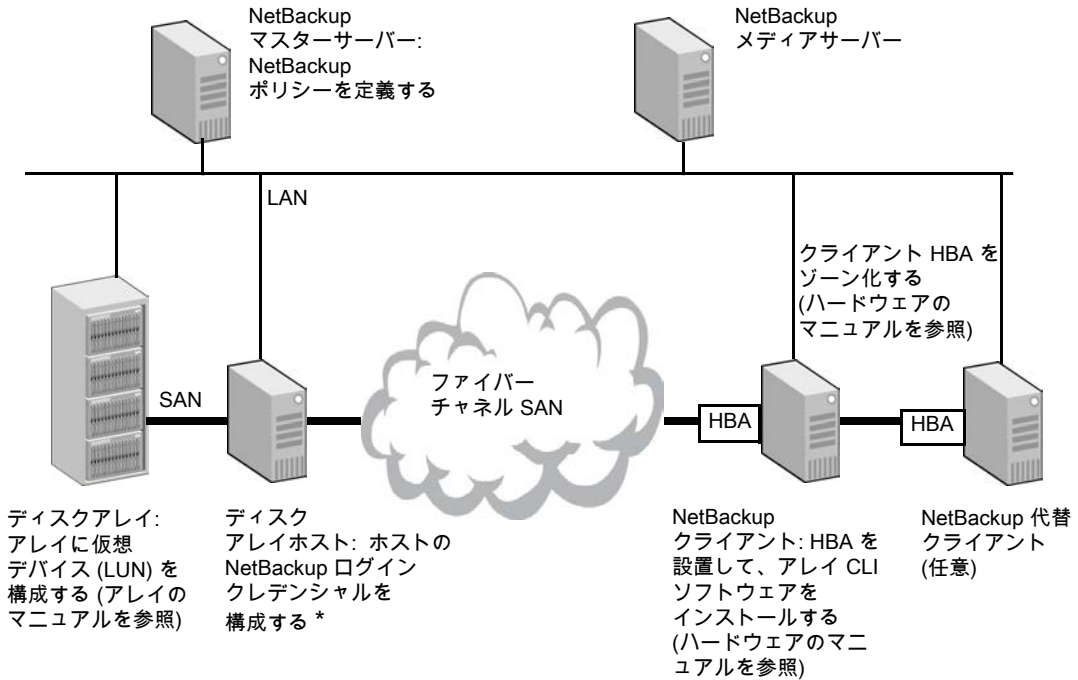 NetBackup
マスターサーバー:
NetBackup
ポリシーを定義する
NetBackup
メディアサーバー
LAN
クライアント HBA を
ゾーン化する
(ハードウェアの
マニュアルを参照)
SAN
ファイバー
チャネル SAN
HBA
HBA
ディスクアレイ:
アレイに仮想
デバイス (LUN) を
構成する (アレイの
マニュアルを参照)
ディスク
アレイホスト: ホストの
NetBackup ログイン
クレデンシャルを
構成する *
NetBackup
クライアント: HBA を
設置して、アレイ CLI
ソフトウェアを
インストールする
(ハードウェアのマニ
ュアルを参照)
NetBackup 代替
クライアント
(任意)